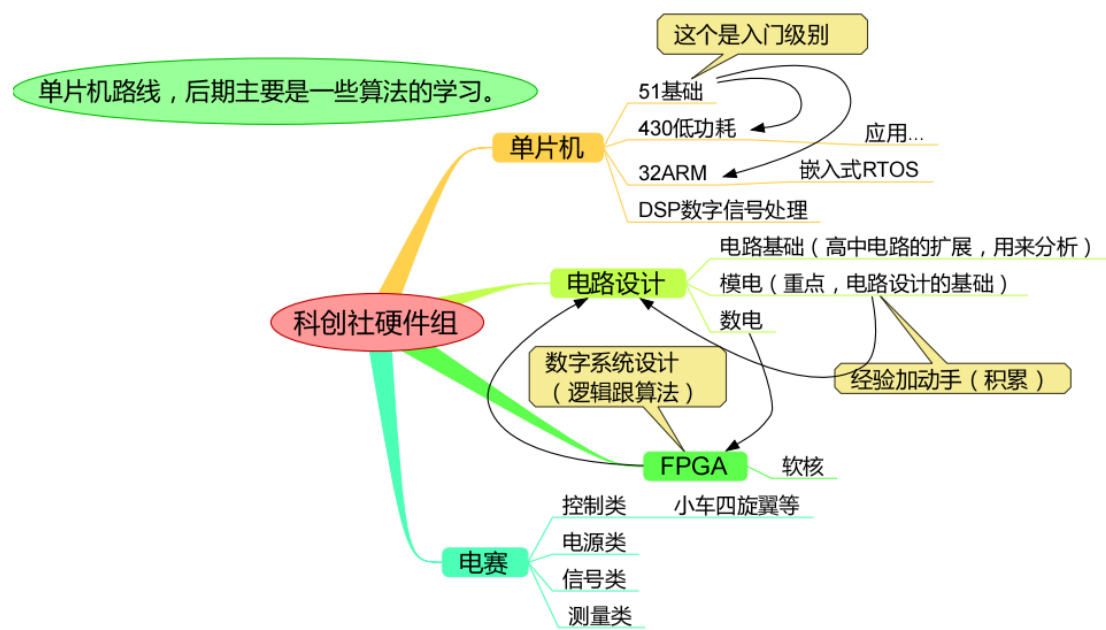 这个是入门级别
单片机路线，后期主要是一些算法的学习。
51基础
430低功耗
应用...
单片机
32ARM
嵌入式RTOS
DSP数字信号处理
电路基础（高中电路的扩展，用来分析）
电路设计
模电（重点，电路设计的基础）
数电
科创社硬件组
数字系统设计
（逻辑跟算法）
经验加动手（积累）
FPGA
软核
控制类
小车四旋翼等
电源类
电赛
信号类
测量类